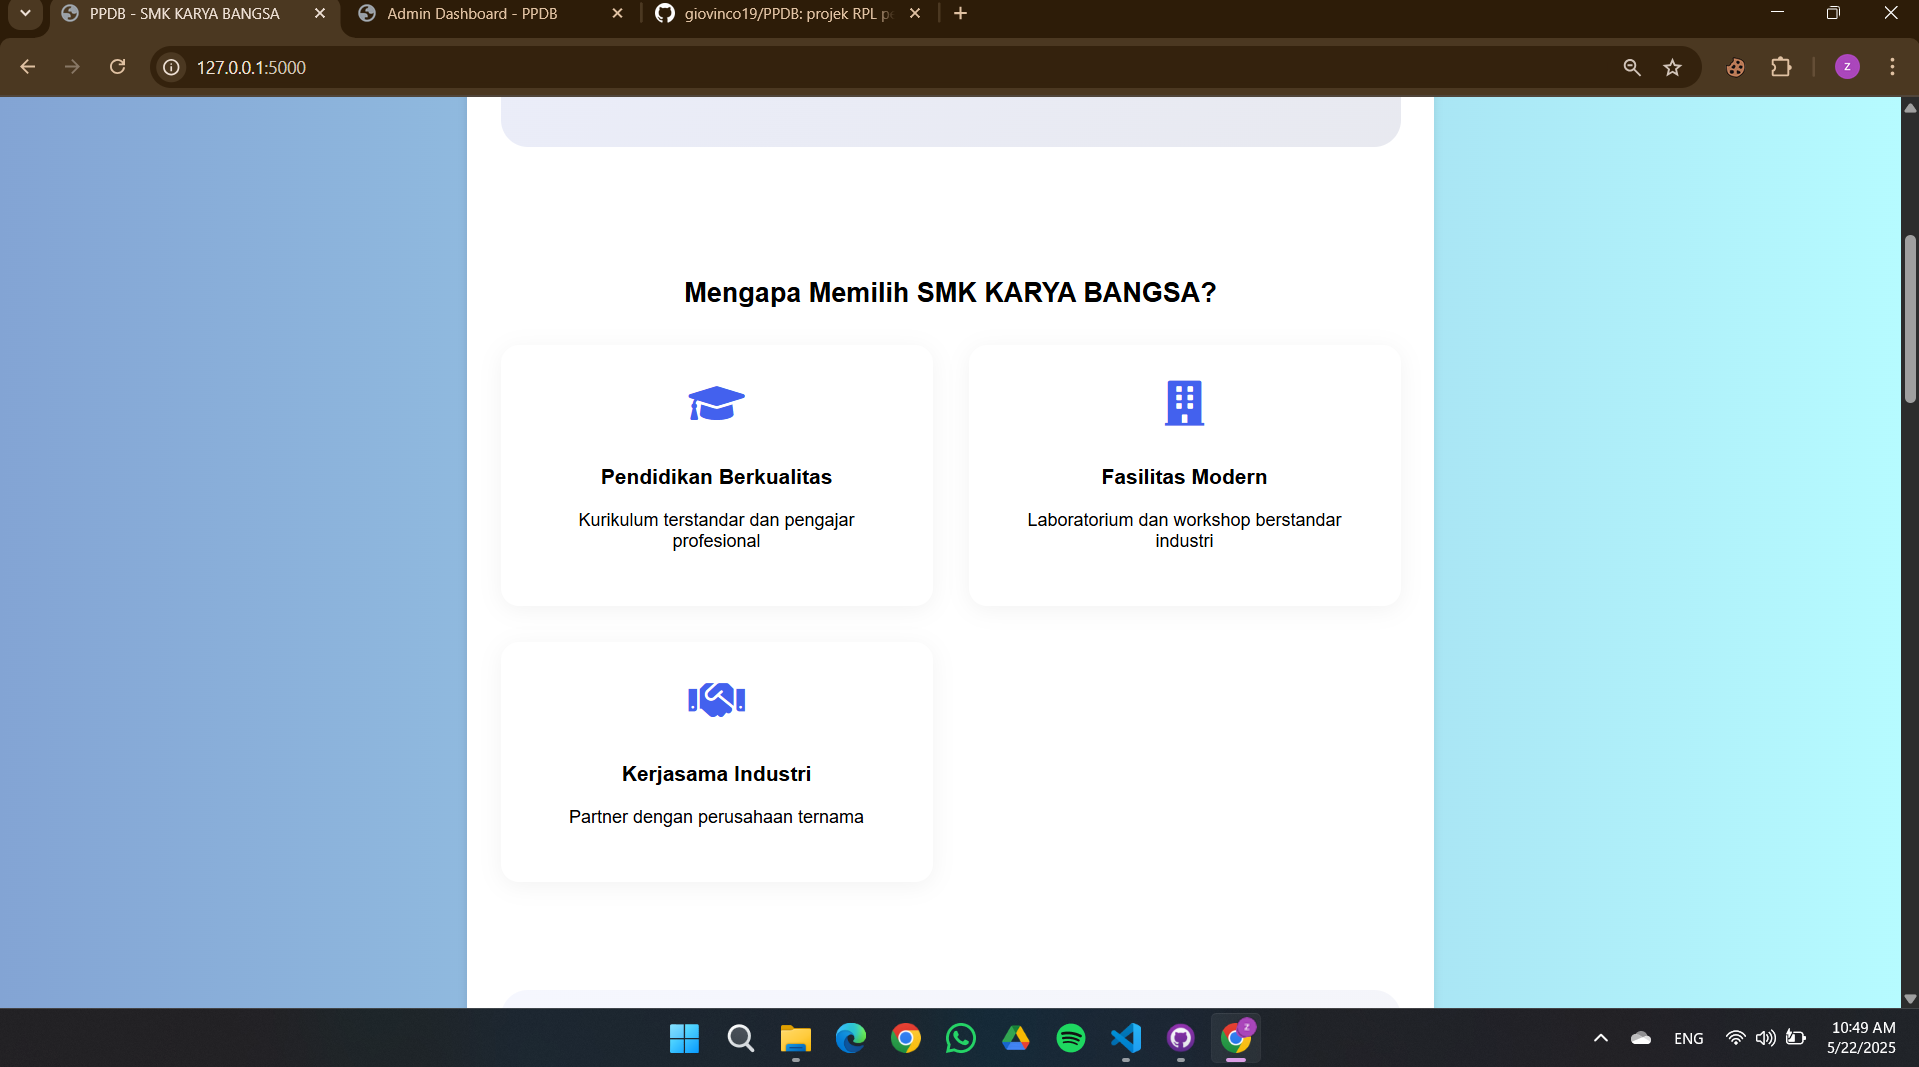 PPDB - SMK KARYA BANGSA
Admin Dashboard - PPDB
giovinco19/PPDB: projek RPL
127.0.0.1:5000
z
Mengapa Memilih SMK KARYA BANGSA?
Pendidikan Berkualitas
Kurikulum terstandar dan pengajar
profesional
Fasilitas Modern
Laboratorium dan workshop berstandar
industri
Kerjasama Industri
Partner dengan perusahaan ternama
z
ENG
10:49 AM
5/22/2025